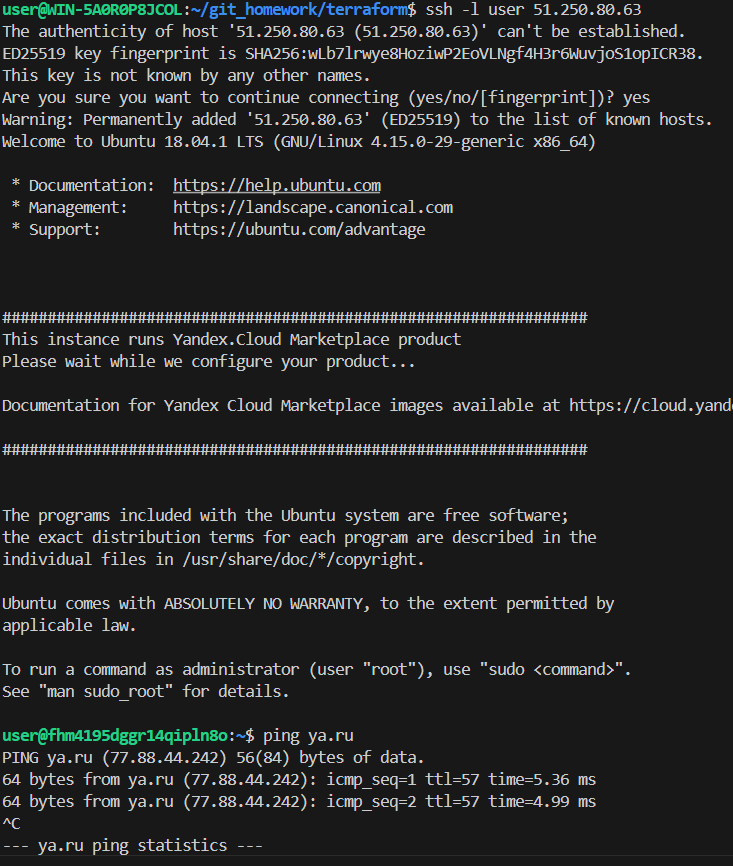 user@WIN-5A0R0P8JCOL:~/git_homework/terraform$ ssh -l user 51.250.80.63
The authenticity of host '51.250.80.63 (51.250.80.63)' can't be established.
ED25519 key fingerprint is SHA256:wLb7lrwye8HoziwP2EoVLNgf4H3r6WuvjoS1opICR38.
This key is not known by any other names.
Are you sure you want to continue connecting (yes/no/[fingerprint])? yes
Warning: Permanently added '51.250.80.63' (ED25519) to the list of known hosts.
Welcome to Ubuntu 18.04.1 LTS (GNU/Linux 4.15.0-29-generic x86_64)
* Documentation:  https://help.ubuntu.com
* Management:     https://landscape.canonical.com
* Support:        https://ubuntu.com/advantage
#################################################################
This instance runs Yandex.Cloud Marketplace product
Please wait while we configure your product...
Documentation for Yandex Cloud Marketplace images available at https://cloud.yand
#################################################################
The programs included with the Ubuntu system are free software;
the exact distribution terms for each program are described in the
individual files in /usr/share/doc/*/copyright.
Ubuntu comes with ABSOLUTELY NO WARRANTY, to the extent permitted by
applicable law.
To run a command as administrator (user "root"), use "sudo <command>".
See "man sudo_root" for details.
user@fhm4195dggr14qipln8o:~$ ping ya.ru
PING ya.ru (77.88.44.242) 56(84) bytes of data.
64 bytes from ya.ru (77.88.44.242): icmp_seq=1 ttl=57 time=5.36 ms
64 bytes from ya.ru (77.88.44.242): icmp_seq=2 ttl=57 time=4.99 ms
^C
--- ya.ru ping statistics ---